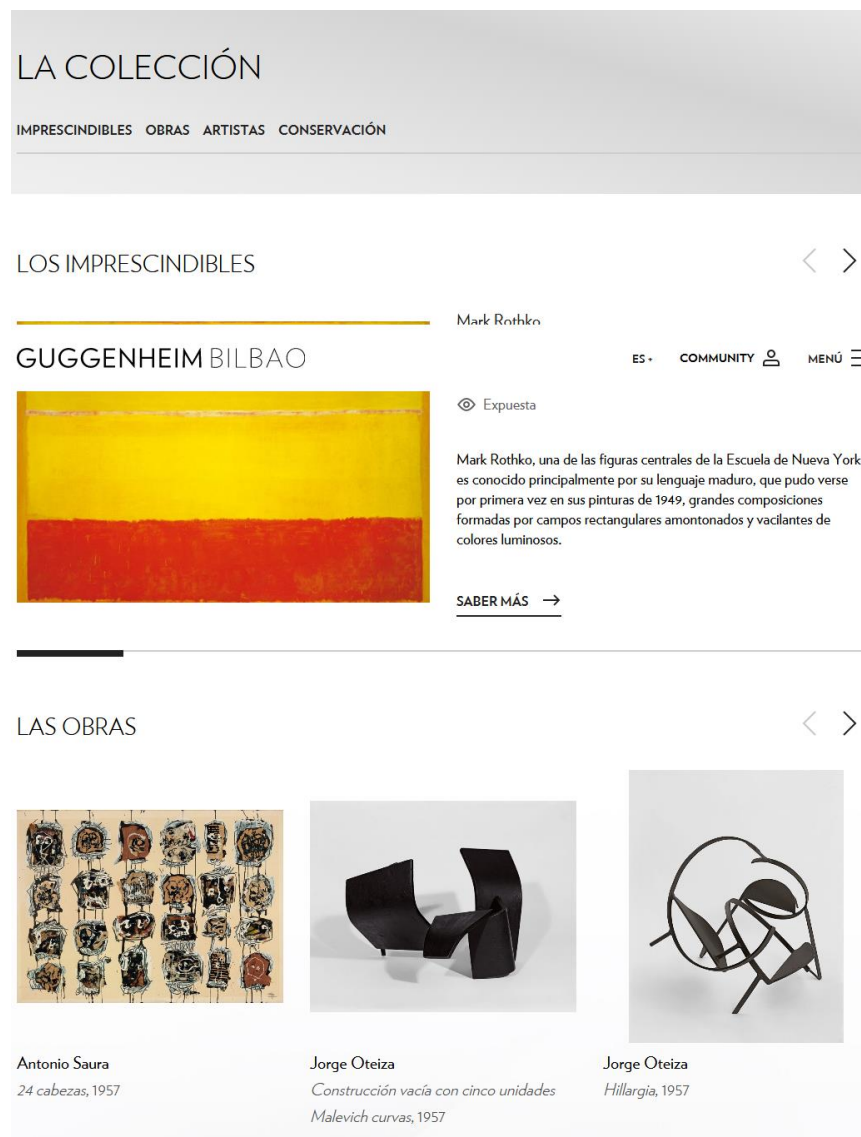 LA COLECCIÓN
IMPRESCINDIBLES OBRAS ARTISTAS CONSERVACIÓN
LOS IMPRESCINDIBLES
Mark Rothko
GUGGENHEIM BILBAO
ES
COMMUNITY
MENÚ
Expuesta
Mark Rothko, una de las figuras centrales de la Escuela de Nueva York
es conocido principalmente por su lenguaje maduro, que pudo verse
por primera vez en sus pinturas de 1949, grandes composiciones
formadas por campos rectangulares amontonados y vacilantes de
colores luminosos.
SABER MÁS
LAS OBRAS
Antonio Saura
24 cabezas, 1957
Jorge Oteiza
Construcción vacía con cinco unidades
Malevich curvas, 1957
Jorge Oteiza
Hillargia, 1957